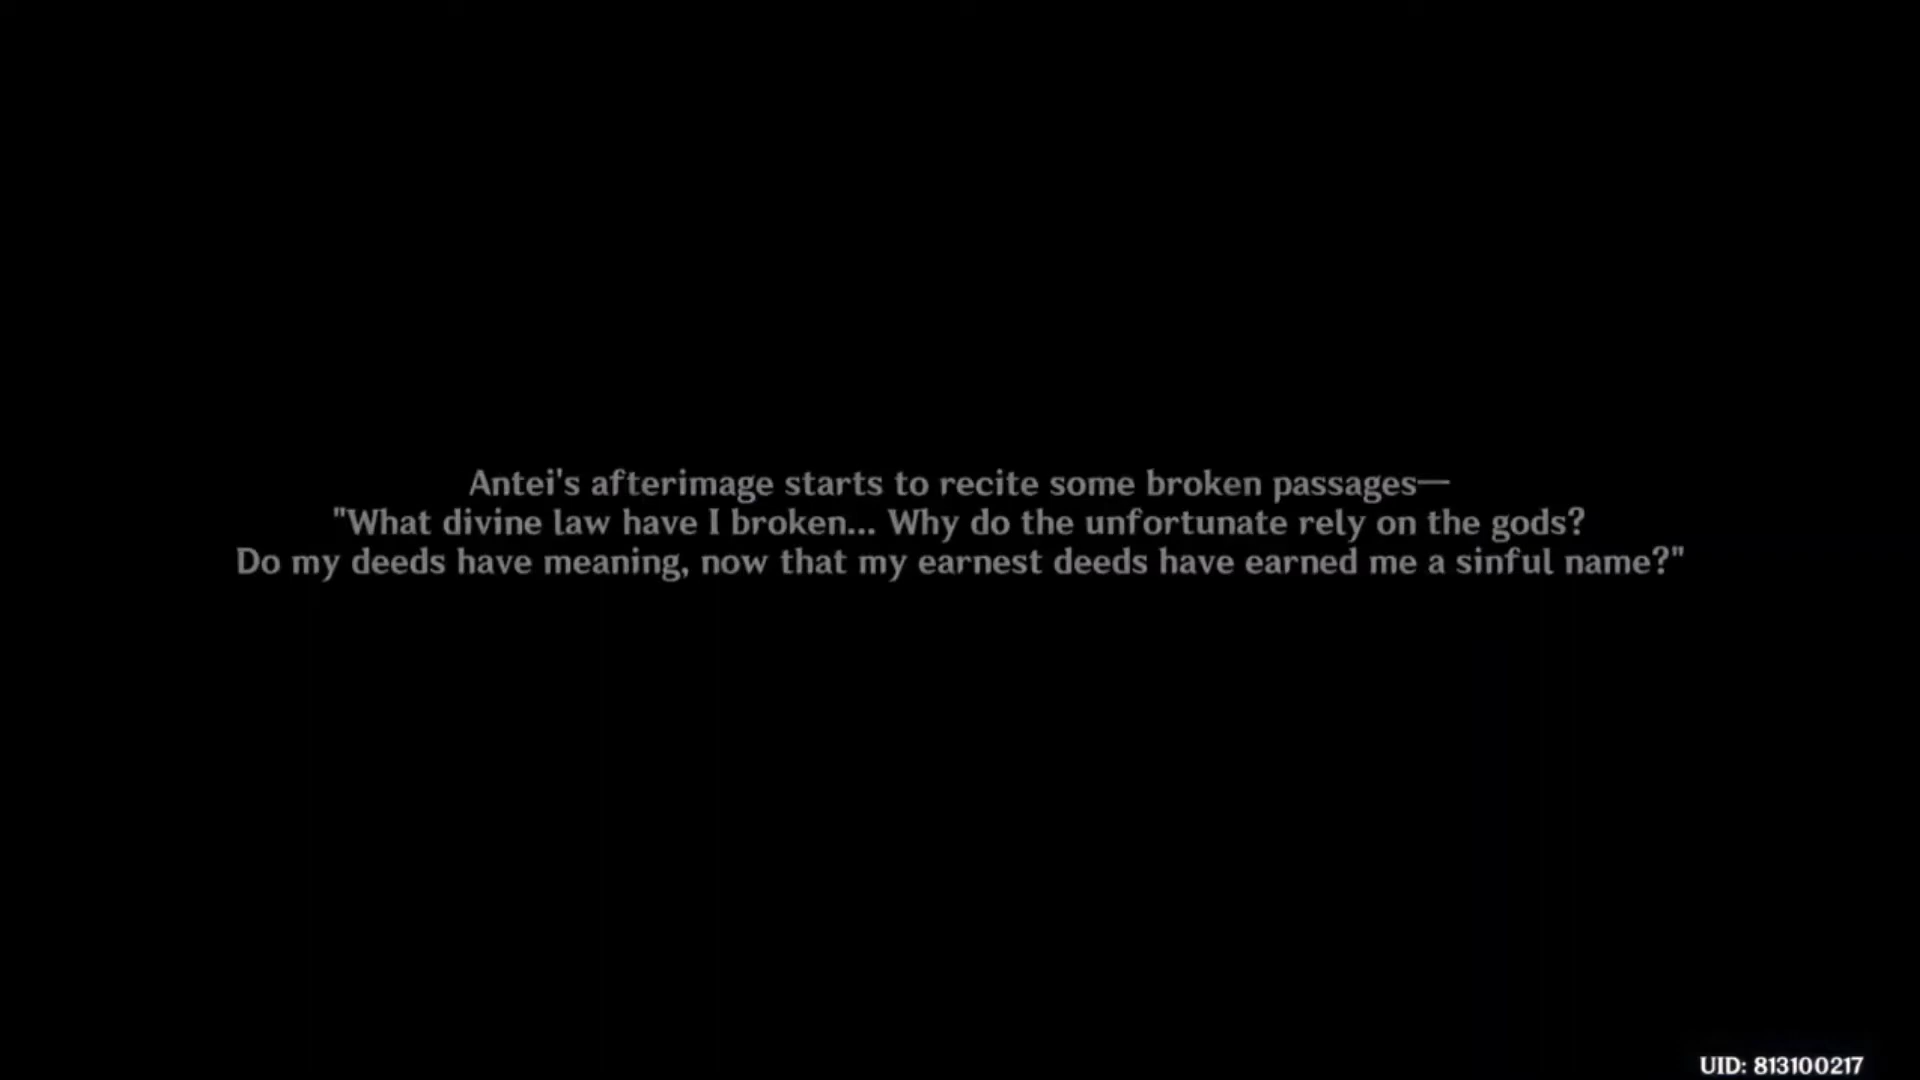 Antei's afterimage starts to recite some broken passages—
"What divine law have I broken... Why do the unfortunate rely on the gods?
Do my deeds have meaning, now that my earnest deeds have earned me a sinful name?"
UID: 813100217